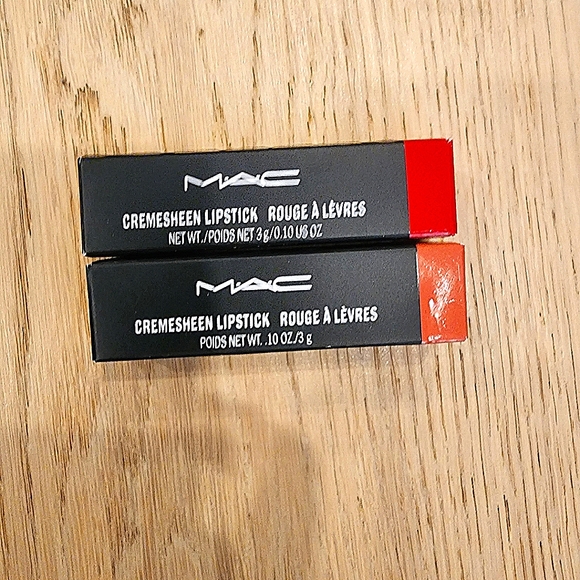 MAC
CREMESHEEN LIPSTICK ROUGE À LÈVRES
NET WT./POIDS NET 3 g/0.10 US OZ
MAC
CREMESHEEN LIPSTICK ROUGE À LÈVRES
POIDS NET WT. .10 OZ./3 g